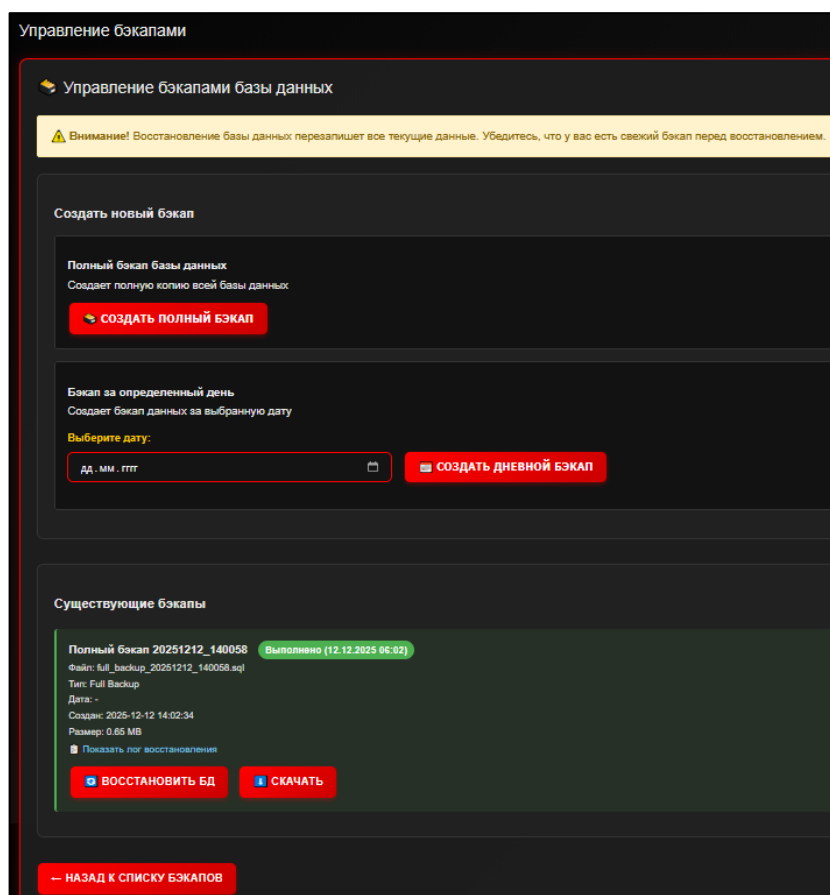 Управление бэкапами
Управление бэкапами базы данных
Внимание! Восстановление базы данных перезапишет все текущие данные. Убедитесь, что у вас есть свежий бэкап перед восстановлением.
Создать новый бэкап
Полный бэкап базы данных
Создает полную копию всей базы данных
СОЗДАТЬ ПОЛНЫЙ БЭКАП
Бэкап за определенный день
Создает бэкап данных за выбранную дату
Выберите дату:
дд.мм.гггг
СОЗДАТЬ ДНЕВНОЙ БЭКАП
Существующие бэкапы
Полный бэкап 20251212_140058 Выполнено (12.12.2025 06:02)
Файл: full_backup_20251212_140058.sql
Тип: Full Backup
Дата: -
Создан: 2025-12-12 14:02:34
Размер: 0.65 MB
Показать лог восстановления
ВОССТАНОВИТЬ БД
СКАЧАТЬ
← НАЗАД К СПИСКУ БЭКАПОВ